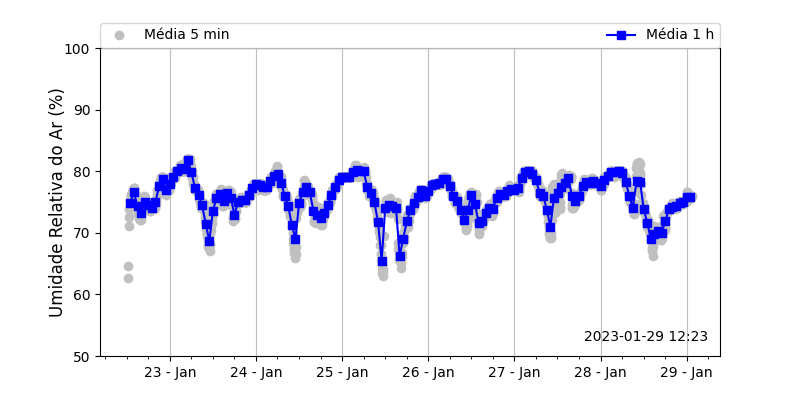 Média 5 min
Média 1 h
100
90
80
70
60
50
Umidade Relativa do Ar (%)
2023-01-29 12:23
23 - Jan
24 - Jan
25 - Jan
26 - Jan
27 - Jan
28 - Jan
29 - Jan